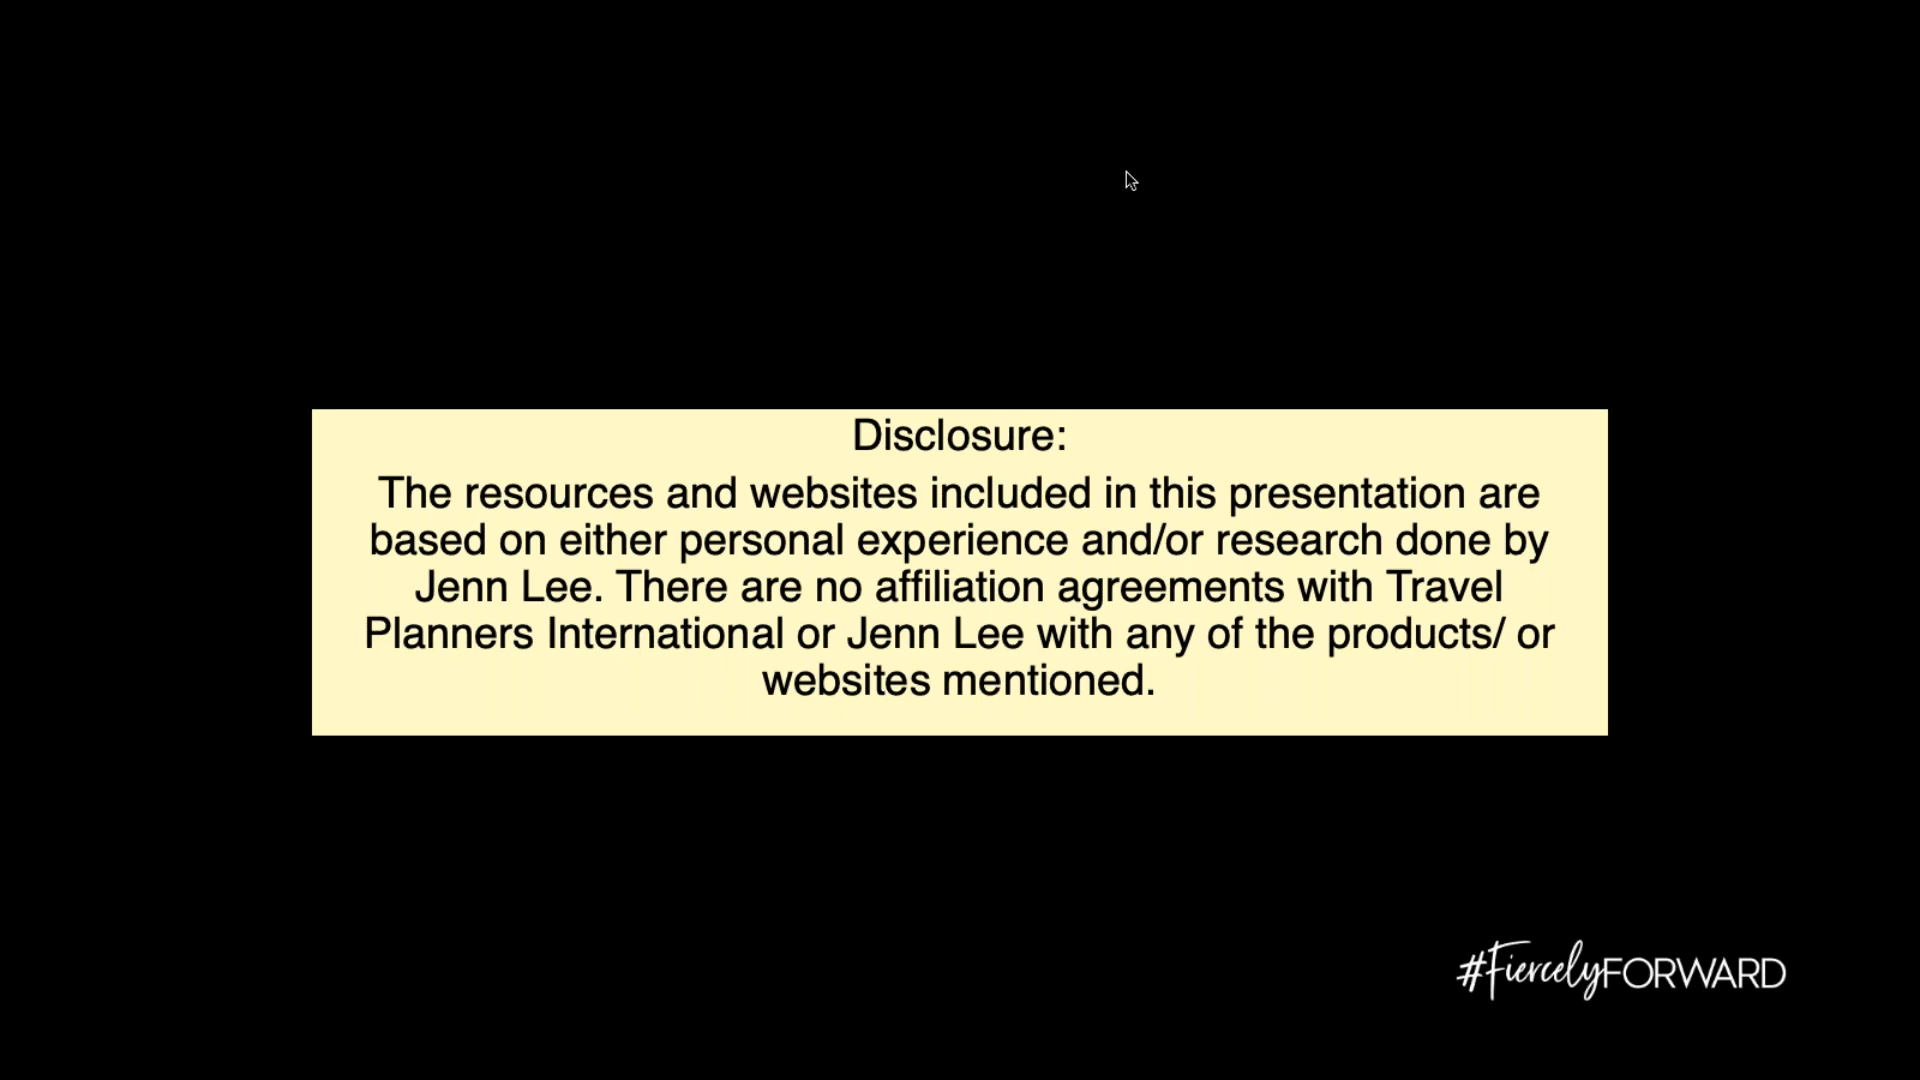 Disclosure:
The resources and websites included in this presentation are
based on either personal experience and/or research done by
Jenn Lee. There are no affiliation agreements with Travel
Planners International or Jenn Lee with any of the products/ or
websites mentioned.
#FiercelyFORWARD